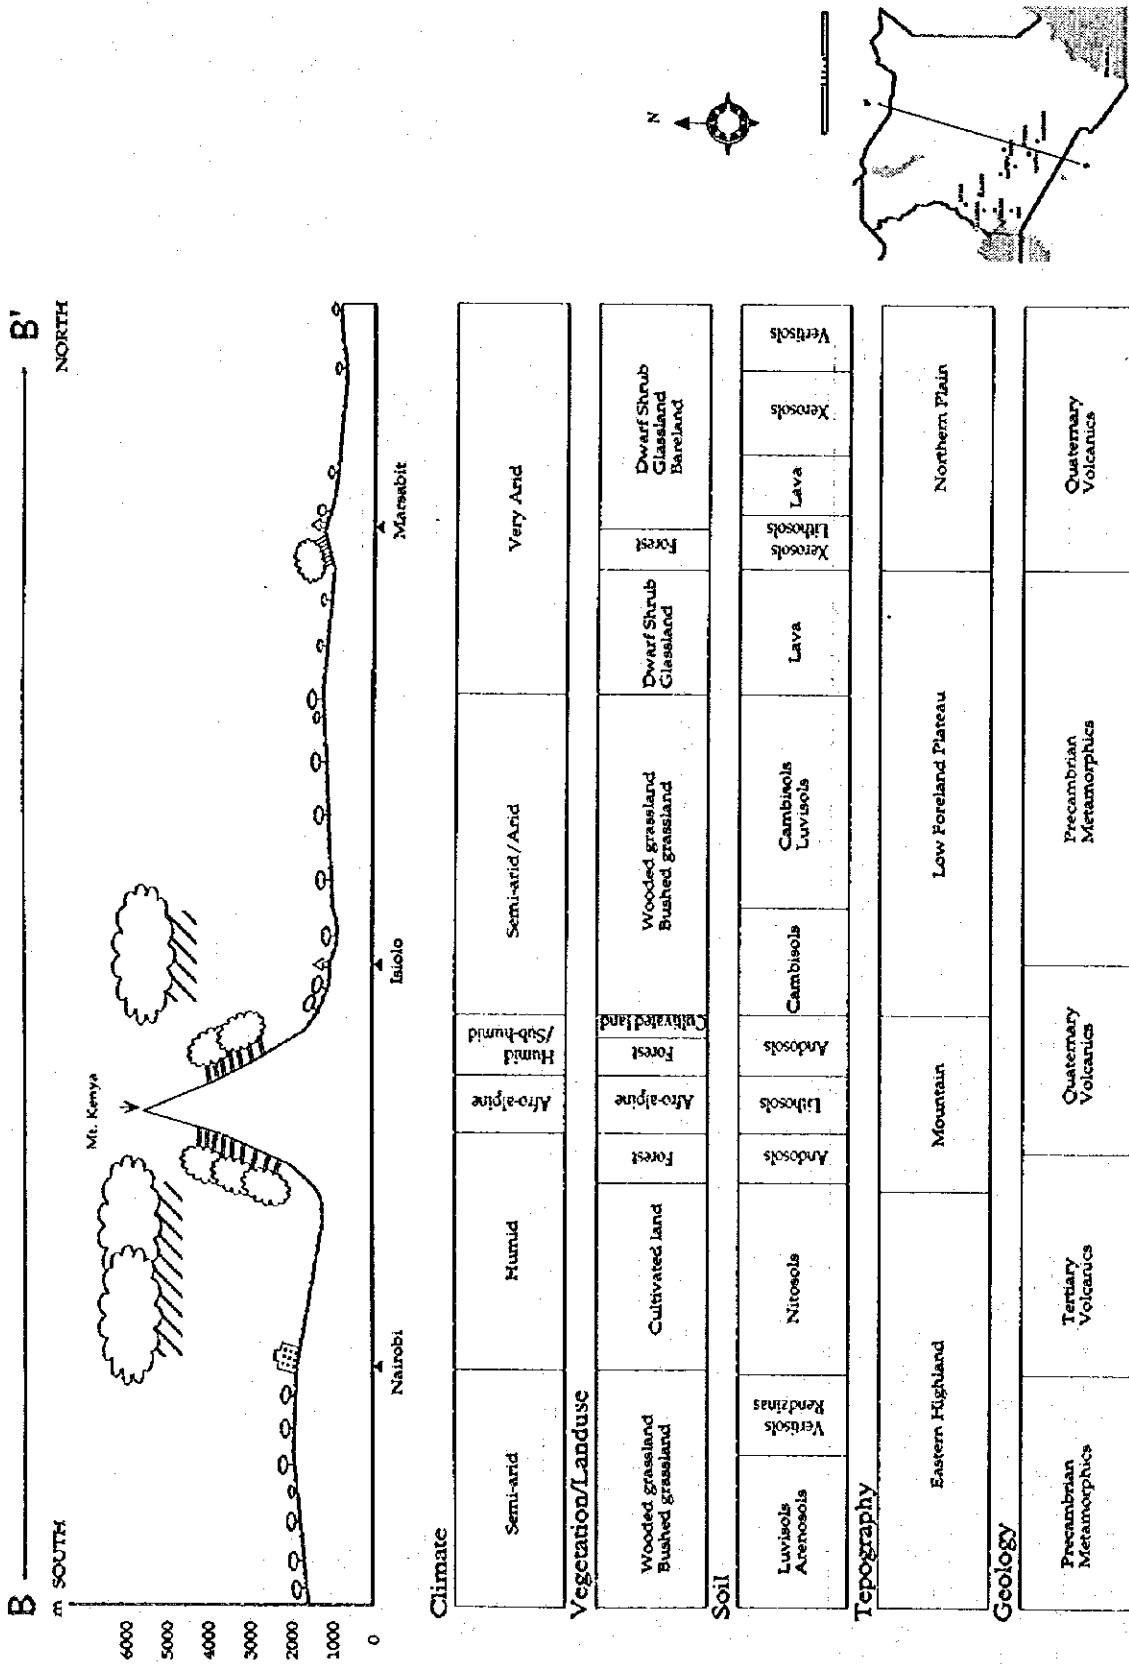 B B'
m SOUTH NORTH
6000
5000
4000
3000
2000
1000
0
Mt. Kenya
Nairobi Isiolo Marsabit
Climate
Semi-arid
Humid
Afro-alpine
Humid
/Sub-humid
Semi-arid/Arid
Very Arid
Vegetation/Landuse
Wooded grassland
Bushed grassland
Cultivated land
Forest
Afro-alpine
Forest
Cultivated land
Wooded grassland
Bushed grassland
Dwarf Shrub
Glassland
Forest
Dwarf Shrub
Glassland
Bareland
Soil
Luvisols
Arenosols
Vertisols
Rendzinas
Nitosols
Andosols
Lithosols
Andosols
Cambisols
Cambisols
Luvisols
Lava
Xerosols
Lithosols
Lava
Xerosols
Vertisols
Tepography
Eastern Highland
Mountain
Low Foreland Plateau
Northern Plain
Geology
Precambrian
Metamorphics
Tertiary
Volcanics
Quaternary
Volcanics
Precambrian
Metamorphics
Quaternary
Volcanics
N